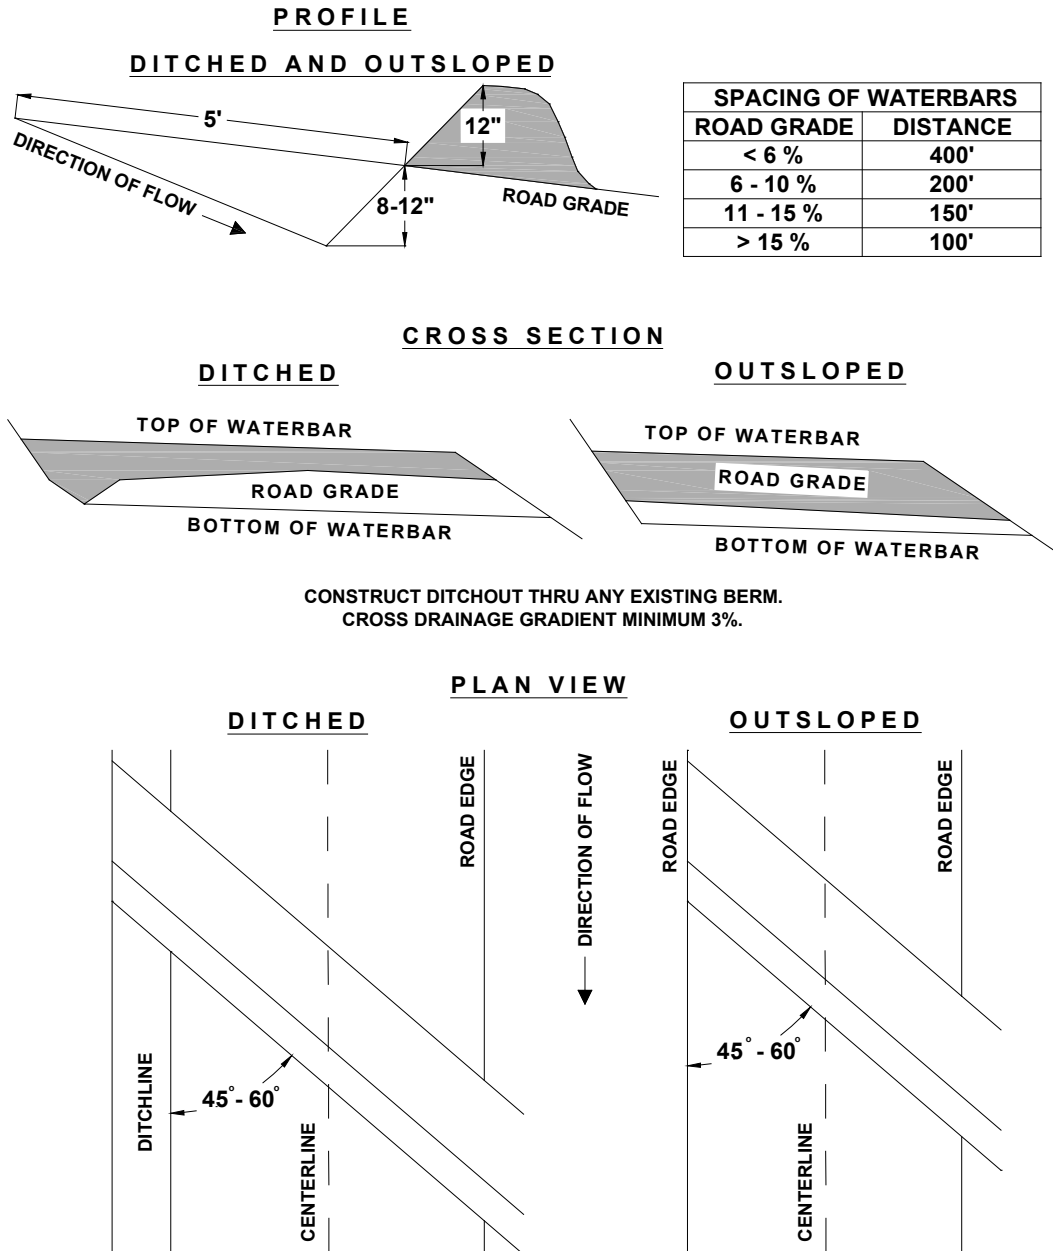 PROFILE
DITCHED AND OUTSLOPED
5'
12"
DIRECTION OF FLOW
8-12"
ROAD GRADE
SPACING OF WATERBARS
ROAD GRADE DISTANCE
< 6 % 400'
6 - 10 % 200'
11 - 15 % 150'
> 15 % 100'
CROSS SECTION
DITCHED
TOP OF WATERBAR
ROAD GRADE
BOTTOM OF WATERBAR
OUTSLOPED
TOP OF WATERBAR
ROAD GRADE
BOTTOM OF WATERBAR
CONSTRUCT DITCHOUT THRU ANY EXISTING BERM.
CROSS DRAINAGE GRADIENT MINIMUM 3%.
PLAN VIEW
DITCHED
ROAD EDGE
45° - 60°
DITCHLINE
CENTERLINE
DIRECTION OF FLOW
OUTSLOPED
ROAD EDGE
ROAD EDGE
45° - 60°
CENTERLINE